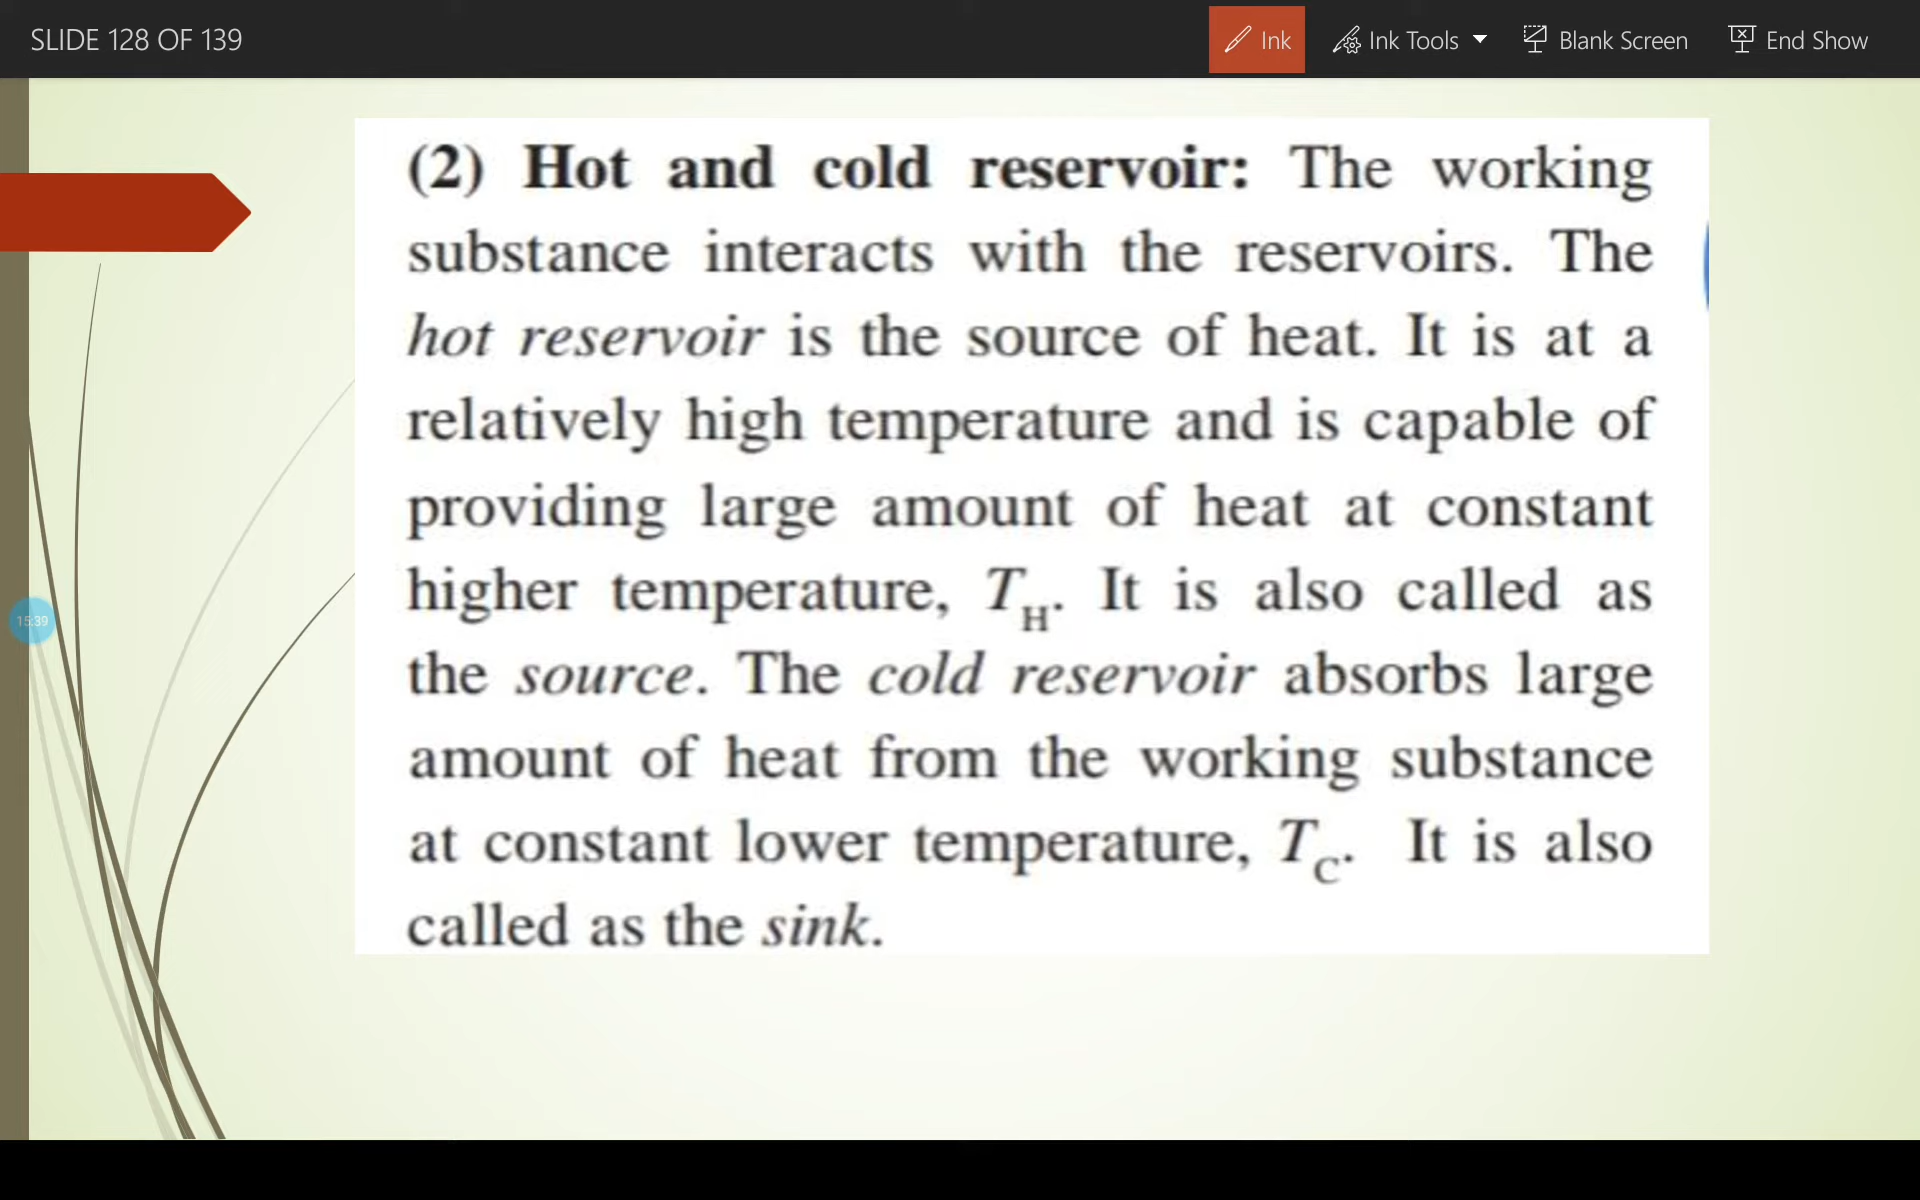 SLIDE 128 OF 139
Ink
Ink Tools
Blank Screen
End Show
(2) Hot and cold reservoir: The working
substance interacts with the reservoirs. The
hot reservoir is the source of heat. It is at a
relatively high temperature and is capable of
providing large amount of heat at constant
higher temperature, T_H. It is also called as
the source. The cold reservoir absorbs large
amount of heat from the working substance
at constant lower temperature, T_C. It is also
called as the sink.
15:39